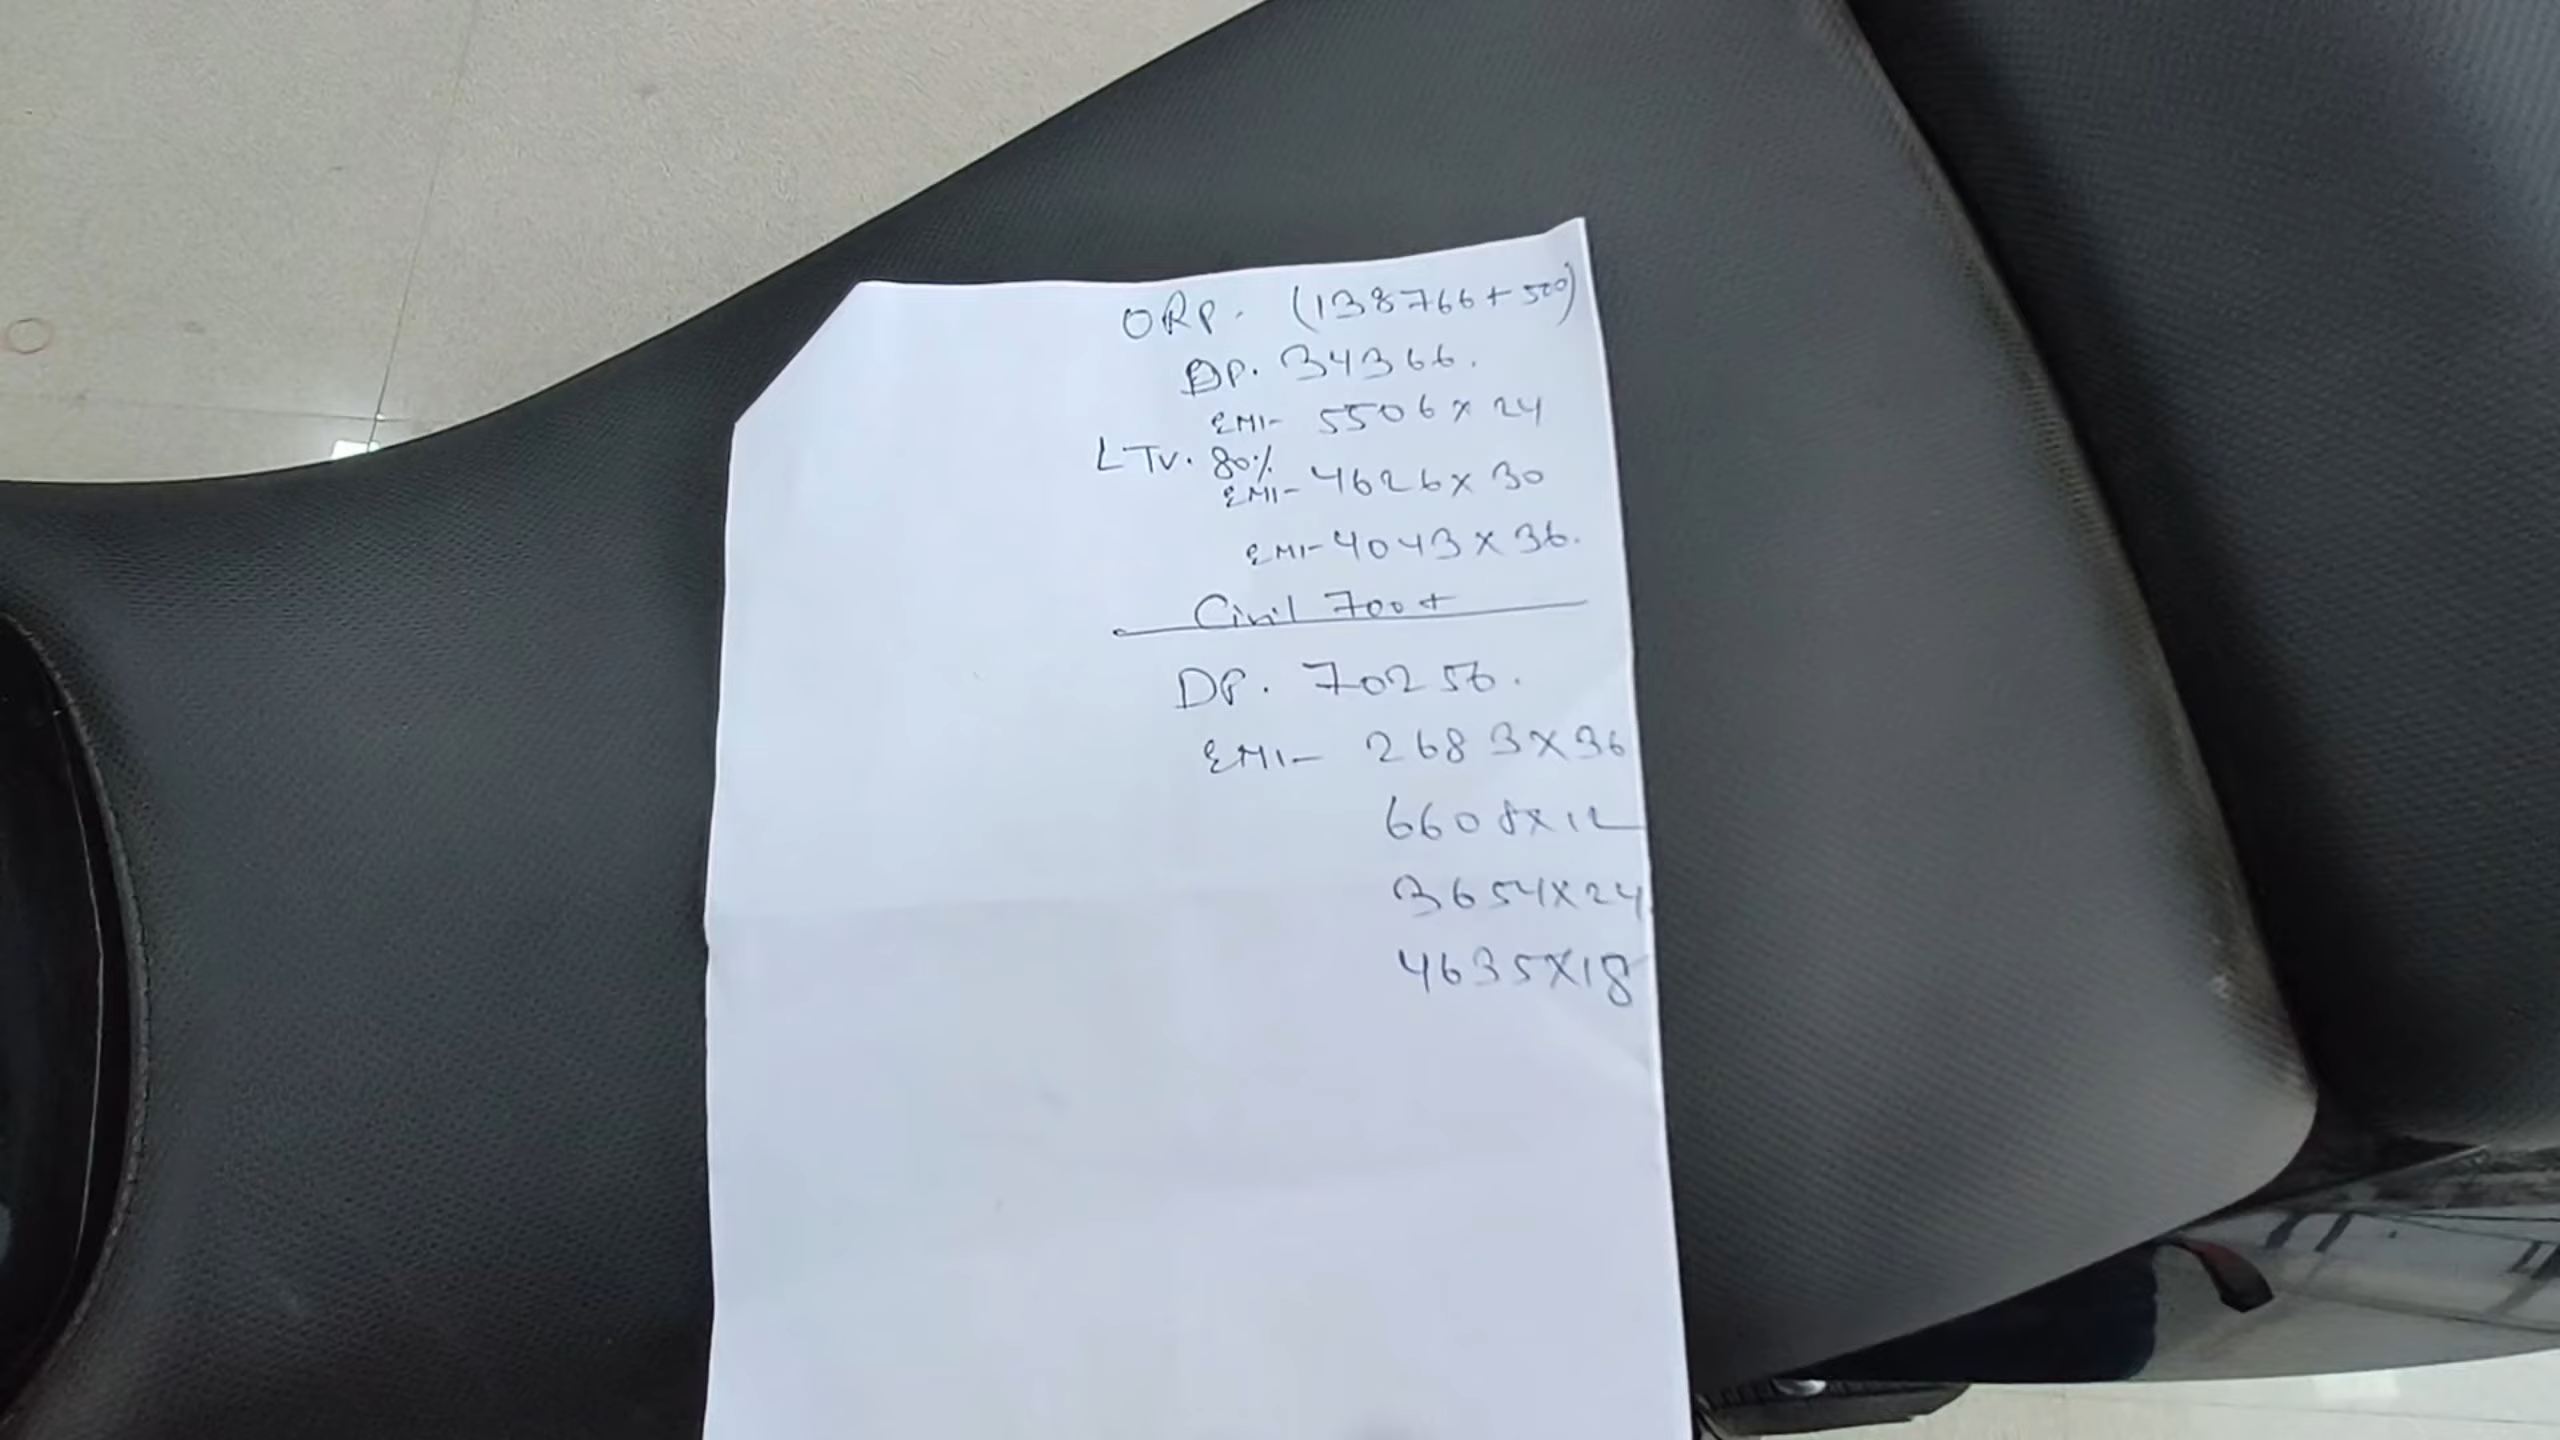 ORP. (138766+500)
DP. 34366.
EMI- 5506 x 24
LTV. 80%
EMI- 4626 x 30
EMI- 4043 x 36.
Civil 700+
DP. 70256.
EMI- 2683 x 36
6608 x 12
3654 x 24
4635 x 18